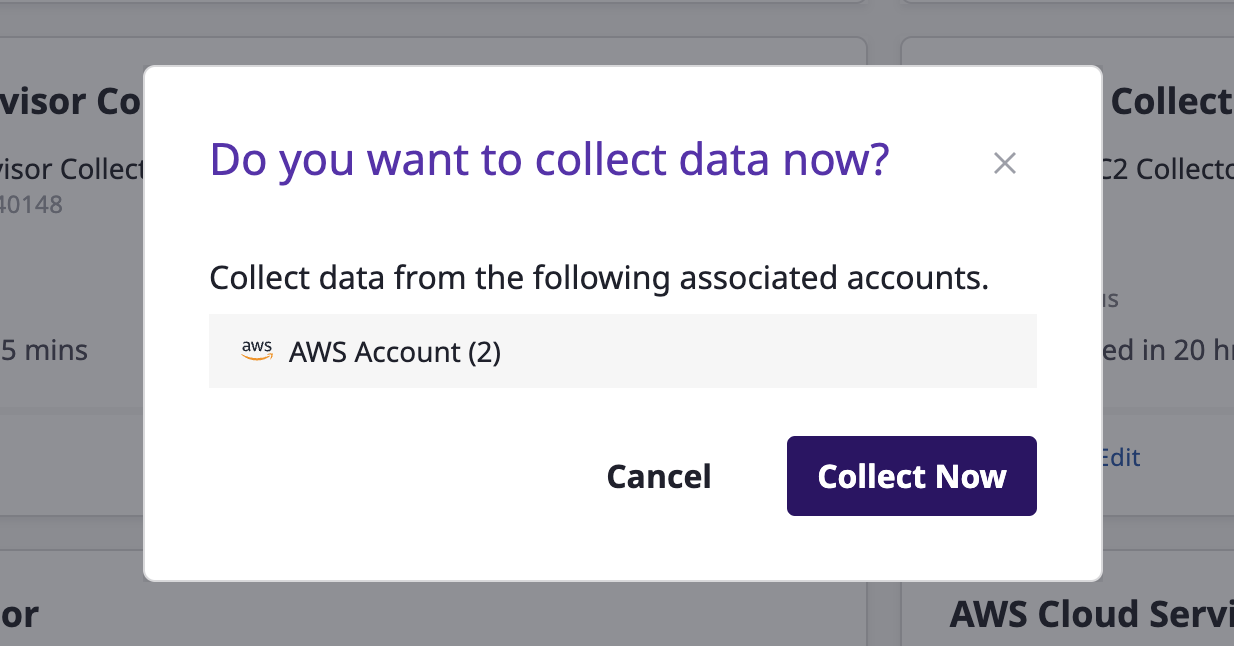 visor Co
Collect
visor Collect
C2 Collecto
40148
Do you want to collect data now?
Collect data from the following associated accounts.
us
5 mins
ed in 20 hr
aws AWS Account (2)
Edit
Cancel
Collect Now
or
AWS Cloud Servi